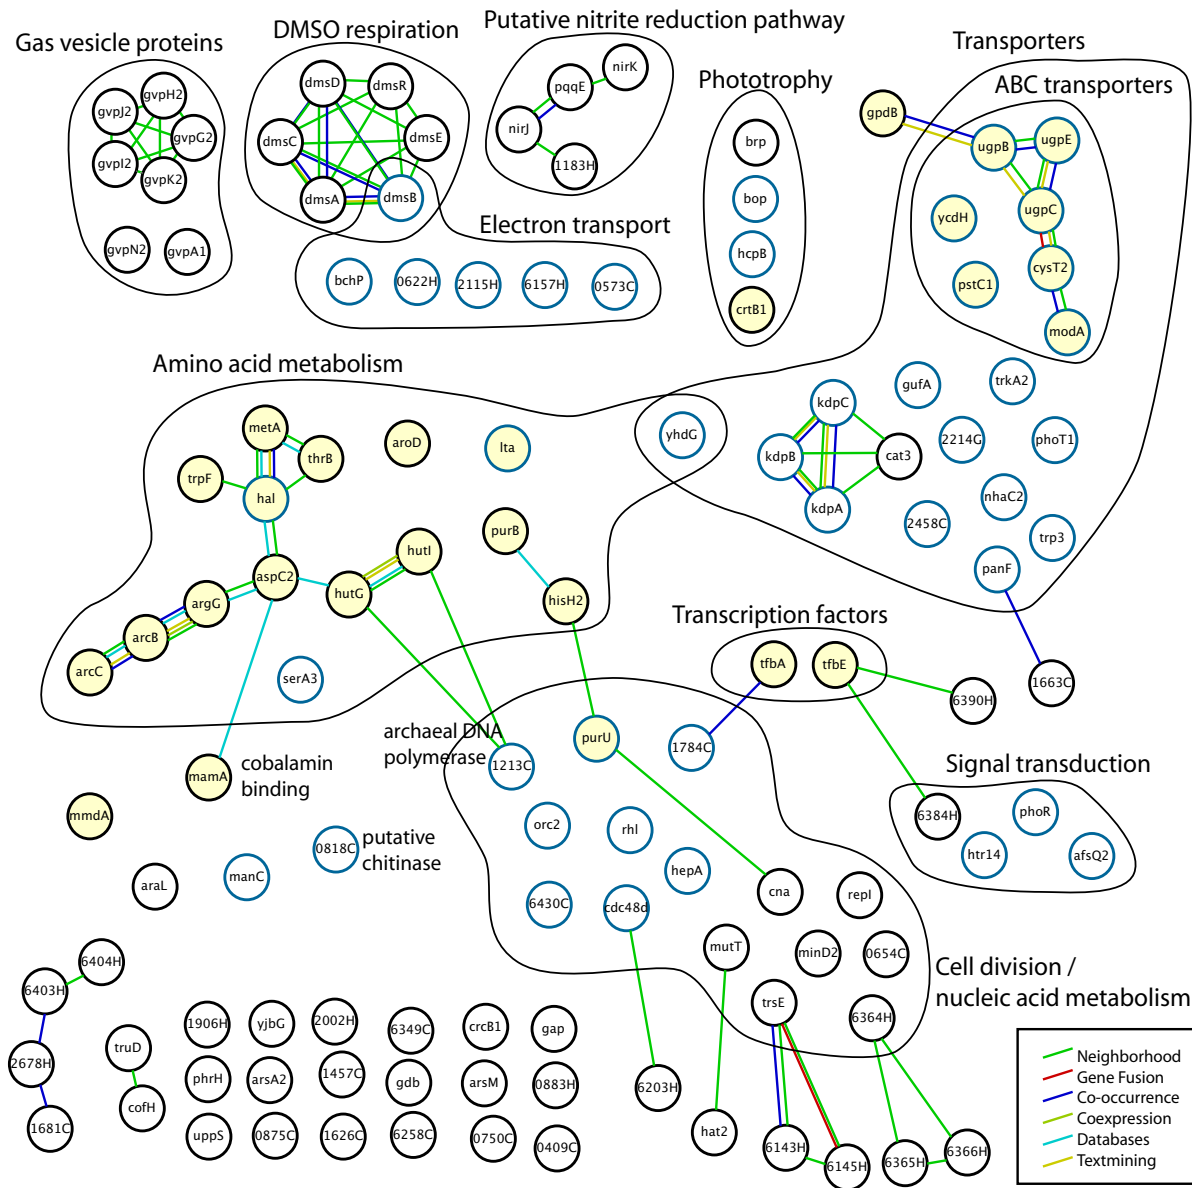 Gas vesicle proteins
gvpH2
gvpJ2
gvpG2
gvpI2
gvpK2
gvpN2
gvpA1
DMSO respiration
dmsD
dmsR
dmsC
dmsE
dmsA
dmsB
Electron transport
bchP
0622H
2115H
6157H
0573C
Putative nitrite reduction pathway
nirK
pqqE
nirJ
1183H
Phototrophy
brp
bop
hcpB
crtB1
Transporters
ABC transporters
gpdB
ugpB
ugpE
ycdH
ugpC
cysT2
pstC1
modA
gufA
trkA2
kdpC
yhdG
2214G
phoT1
kdpB
cat3
nhaC2
kdpA
2458C
trp3
panF
1663C
Amino acid metabolism
metA
aroD
lta
thrB
trpF
hal
purB
hutI
aspC2
hutG
argG
hisH2
arcB
arcC
serA3
mamA
cobalamin
binding
mmdA
0818C
putative
chitinase
araL
manC
Transcription factors
tfbA
tfbE
6390H
1784C
Signal transduction
6384H
phoR
htr14
afsQ2
archaeal DNA
polymerase
1213C
purU
orc2
rhl
hepA
cna
repI
6430C
cdc48d
mutT
minD2
0654C
Cell division /
nucleic acid metabolism
trsE
6364H
6203H
hat2
6143H
6145H
6365H
6366H
6404H
6403H
2678H
1681C
truD
cofH
1906H
yjbG
2002H
6349C
crcB1
gap
phrH
arsA2
1457C
gdb
arsM
0883H
uppS
0875C
1626C
6258C
0750C
0409C
Neighborhood
Gene Fusion
Co-occurrence
Coexpression
Databases
Textmining